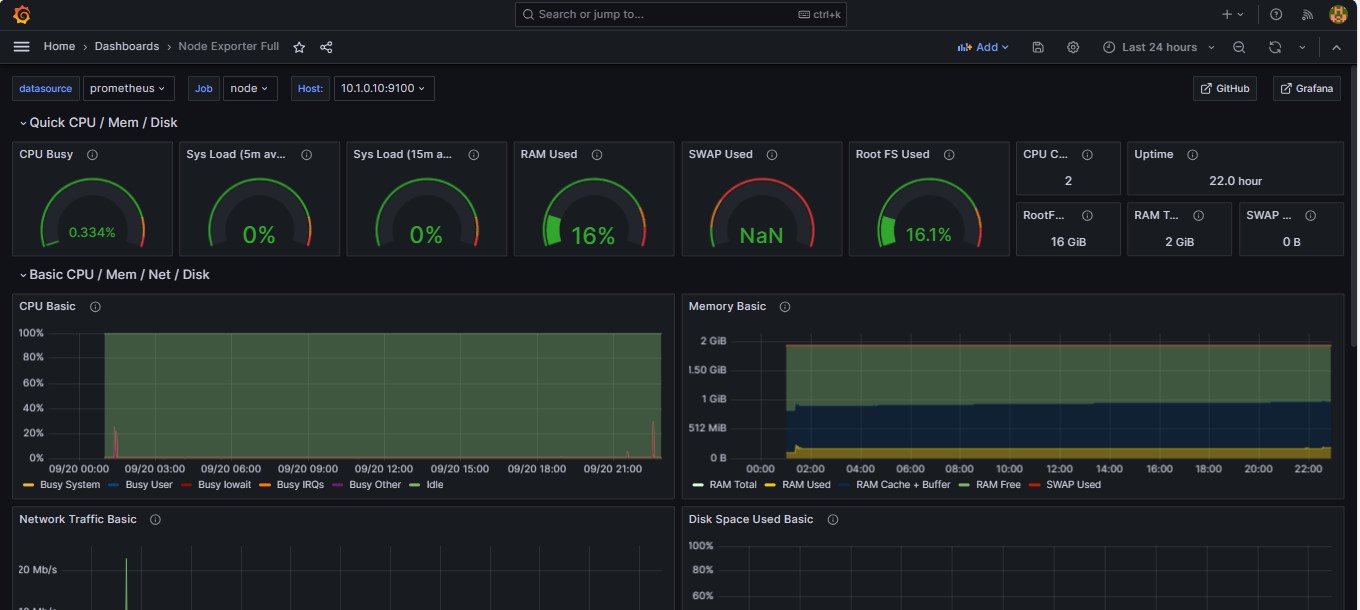 Search or jump to...
ctrl+k
Home › Dashboards › Node Exporter Full
Add
Last 24 hours
datasource prometheus Job node Host: 10.1.0.10:9100 GitHub Grafana
Quick CPU / Mem / Disk
CPU Busy
0.334%
Sys Load (5m av...
0%
Sys Load (15m a...
0%
RAM Used
16%
SWAP Used
NaN
Root FS Used
16.1%
CPU C...
2
Uptime
22.0 hour
RootF...
16 GiB
RAM T...
2 GiB
SWAP ...
0 B
Basic CPU / Mem / Net / Disk
CPU Basic
100%
80%
60%
40%
20%
0%
09/20 00:00 09/20 03:00 09/20 06:00 09/20 09:00 09/20 12:00 09/20 15:00 09/20 18:00 09/20 21:00
Busy System Busy User Busy Iowait Busy IRQs Busy Other Idle
Memory Basic
2 GiB
1.50 GiB
1 GiB
512 MiB
0 B
00:00 02:00 04:00 06:00 08:00 10:00 12:00 14:00 16:00 18:00 20:00 22:00
RAM Total RAM Used RAM Cache + Buffer RAM Free SWAP Used
Network Traffic Basic
20 Mb/s
Disk Space Used Basic
100%
80%
60%